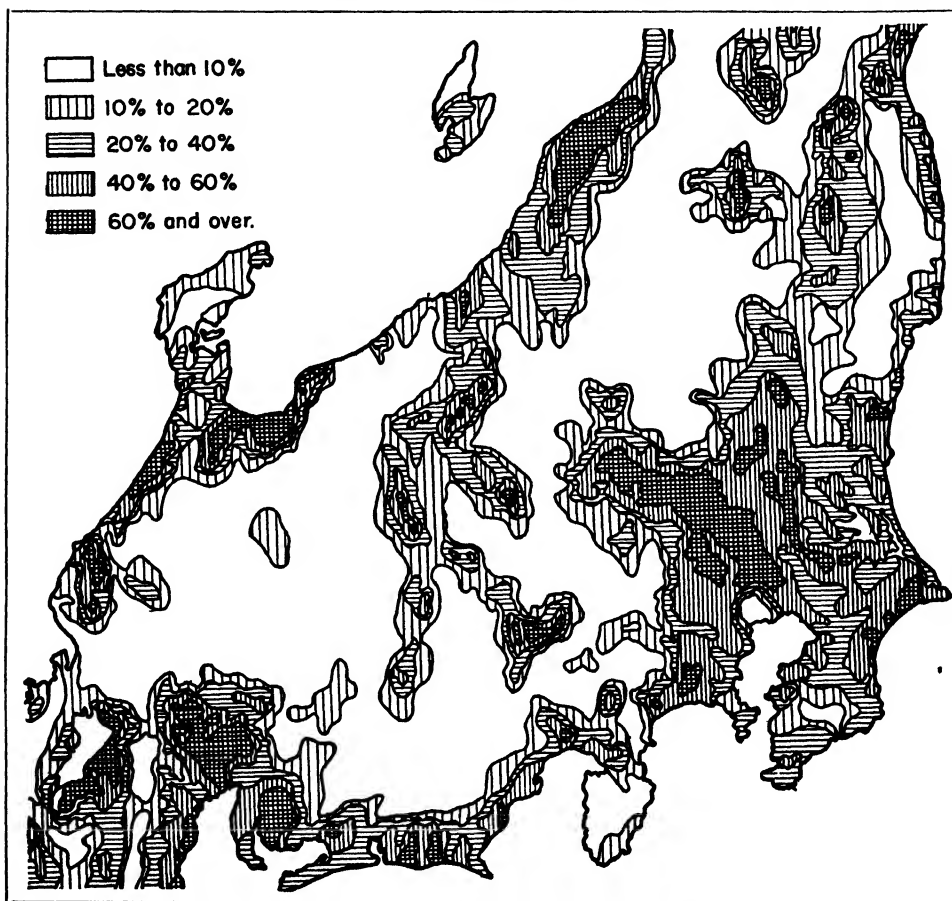 Less than 10%
10% to 20%
20% to 40%
40% to 60%
60% and over.